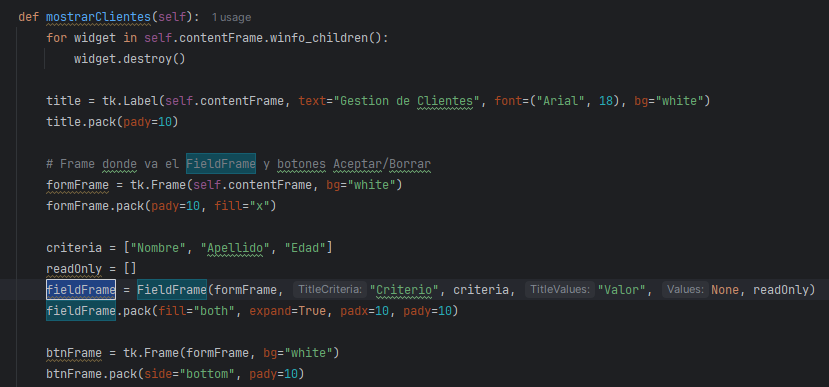 def mostrarClientes(self):  1 usage
    for widget in self.contentFrame.winfo_children():
        widget.destroy()

    title = tk.Label(self.contentFrame, text="Gestion de Clientes", font=("Arial", 18), bg="white")
    title.pack(pady=10)

    # Frame donde va el FieldFrame y botones Aceptar/Borrar
    formFrame = tk.Frame(self.contentFrame, bg="white")
    formFrame.pack(pady=10, fill="x")

    criteria = ["Nombre", "Apellido", "Edad"]
    readOnly = []
    fieldFrame = FieldFrame(formFrame, TitleCriteria: "Criterio", criteria, TitleValues: "Valor", Values: None, readOnly)
    fieldFrame.pack(fill="both", expand=True, padx=10, pady=10)

    btnFrame = tk.Frame(formFrame, bg="white")
    btnFrame.pack(side="bottom", pady=10)